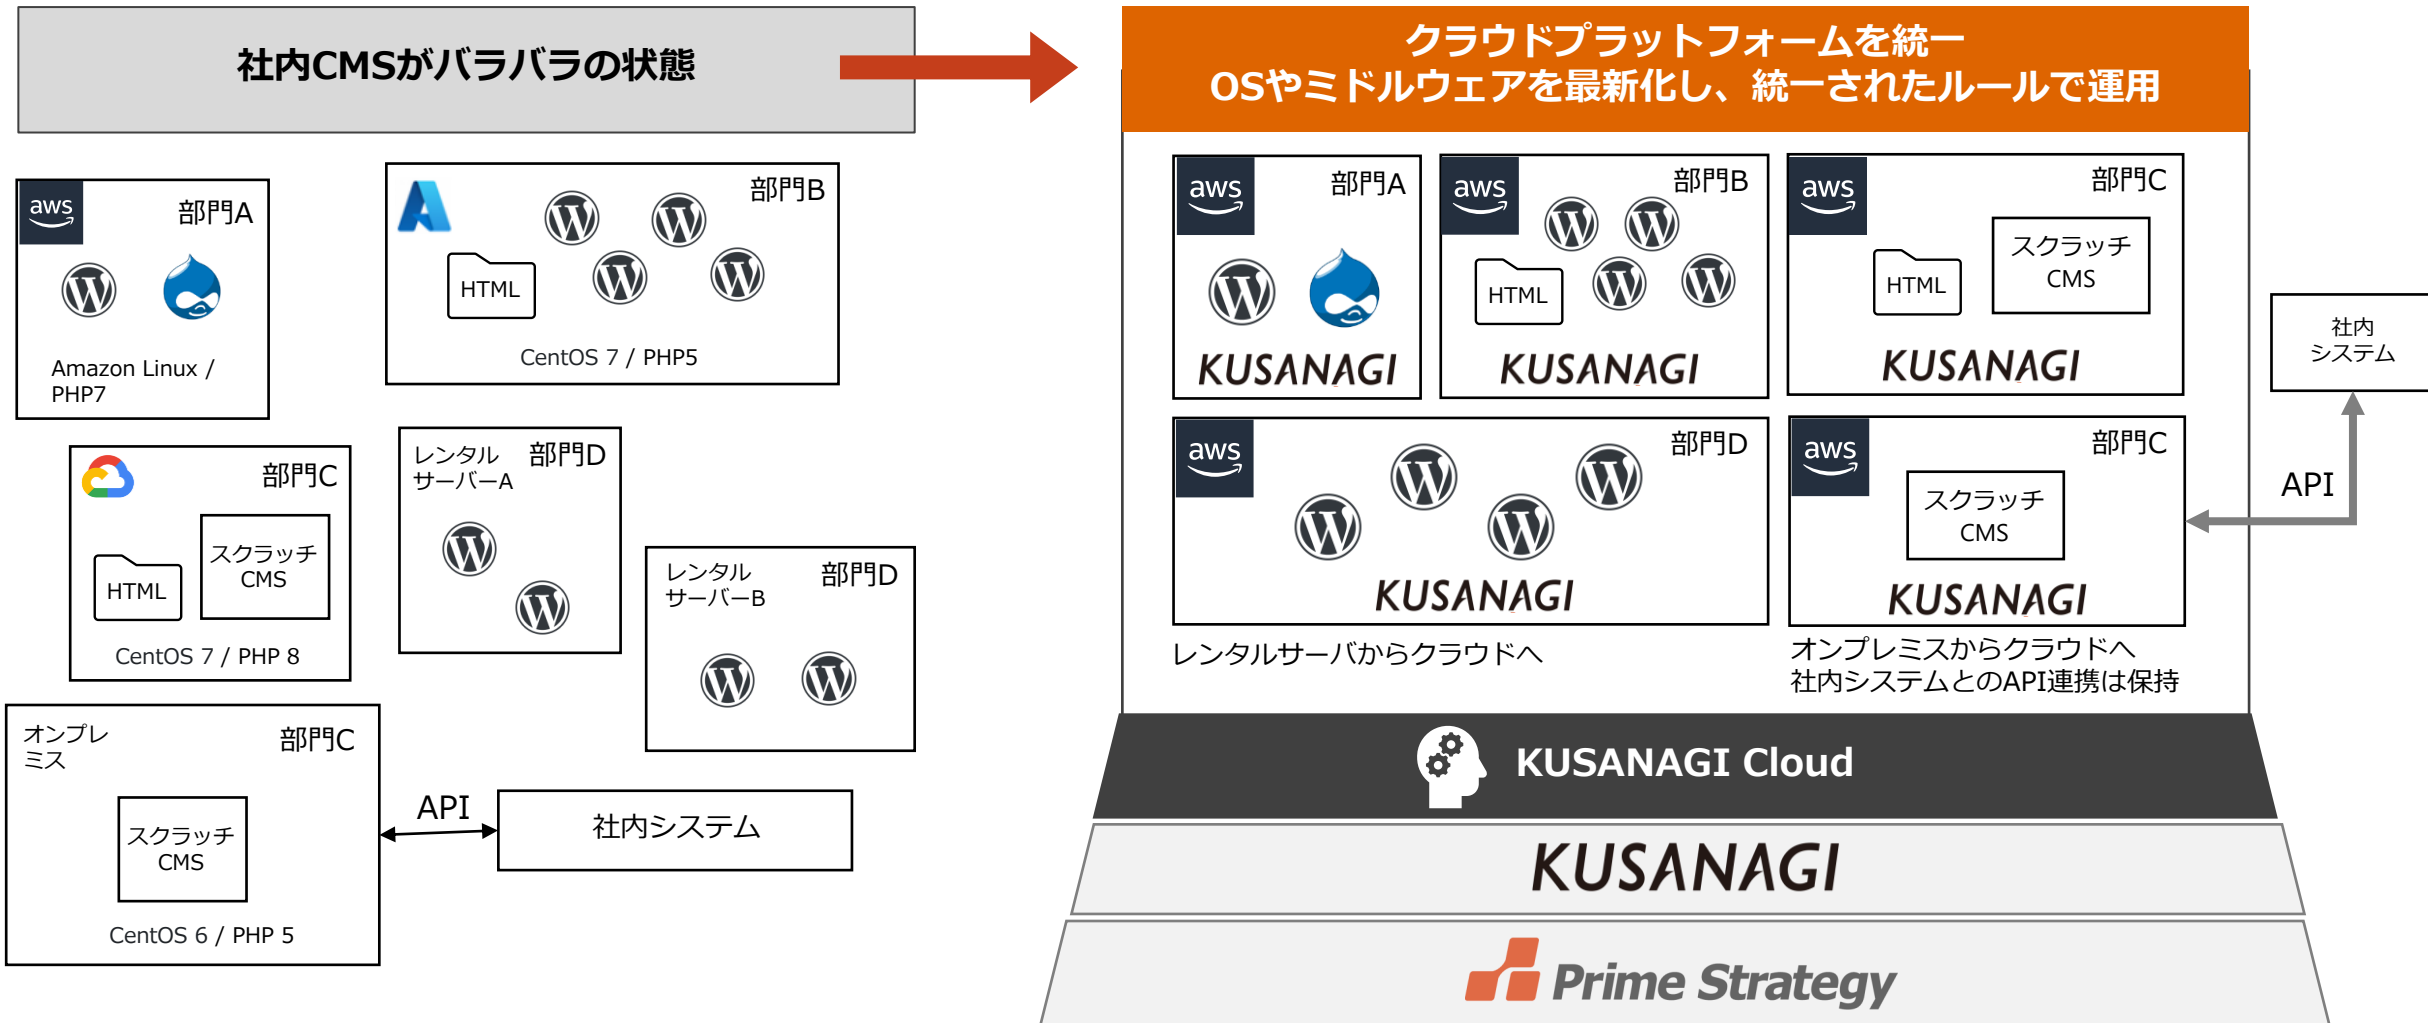 社内CMSがバラバラの状態
aws
部門A
Amazon Linux /
PHP7
部門B
HTML
CentOS 7 / PHP5
部門C
HTML
スクラッチ
CMS
CentOS 7 / PHP 8
レンタル
サーバーA
部門D
レンタル
サーバーB
部門D
オンプレ
ミス
部門C
スクラッチ
CMS
CentOS 6 / PHP 5
API
社内システム
クラウドプラットフォームを統一
OSやミドルウェアを最新化し、統一されたルールで運用
aws
部門A
KUSANAGI
aws
部門B
HTML
KUSANAGI
aws
部門C
HTML
スクラッチ
CMS
KUSANAGI
aws
部門D
KUSANAGI
レンタルサーバからクラウドへ
aws
部門C
スクラッチ
CMS
KUSANAGI
オンプレミスからクラウドへ
社内システムとのAPI連携は保持
社内
システム
API
KUSANAGI Cloud
KUSANAGI
Prime Strategy